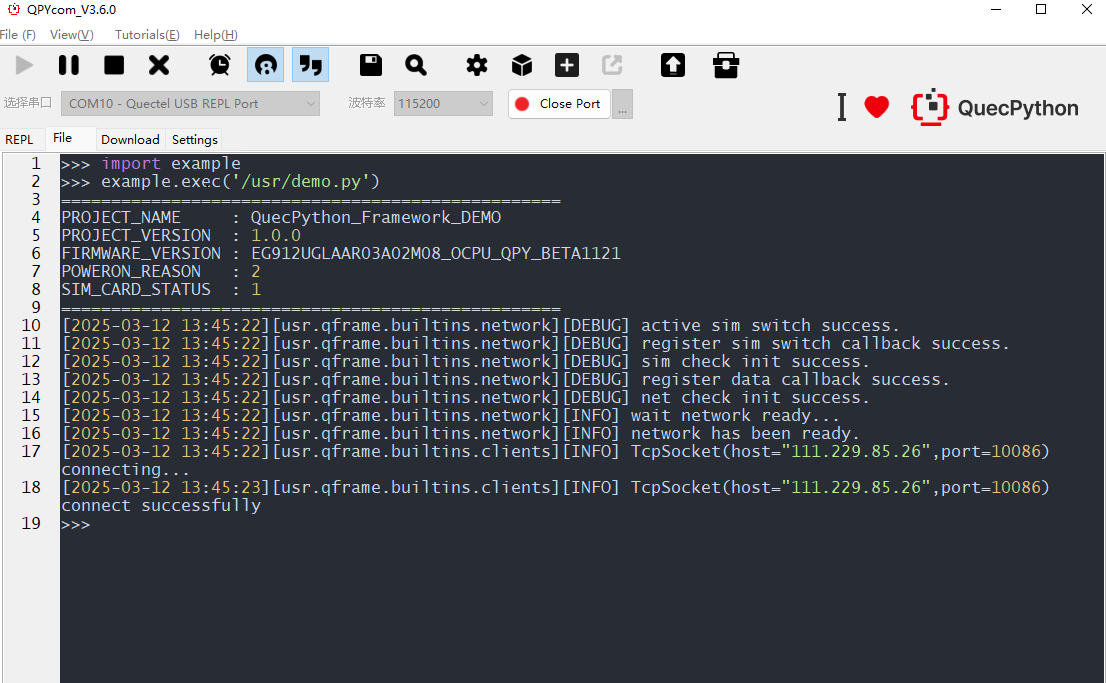 QPYcom_V3.6.0
File (F) View(V) Tutorials(E) Help(H)
选择串口 COM10 - Quectel USB REPL Port 波特率 115200 Close Port ... QuecPython
REPL File Download Settings
1 >>> import example
2 >>> example.exec('/usr/demo.py')
3 ==================================================
4 PROJECT_NAME : QuecPython_Framework_DEMO
5 PROJECT_VERSION : 1.0.0
6 FIRMWARE_VERSION : EG912UGLAAR03A02M08_OCPU_QPY_BETA1121
7 POWERON_REASON : 2
8 SIM_CARD_STATUS : 1
9 ==================================================
10 [2025-03-12 13:45:22][usr.qframe.builtins.network][DEBUG] active sim switch success.
11 [2025-03-12 13:45:22][usr.qframe.builtins.network][DEBUG] register sim switch callback success.
12 [2025-03-12 13:45:22][usr.qframe.builtins.network][DEBUG] sim check init success.
13 [2025-03-12 13:45:22][usr.qframe.builtins.network][DEBUG] register data callback success.
14 [2025-03-12 13:45:22][usr.qframe.builtins.network][DEBUG] net check init success.
15 [2025-03-12 13:45:22][usr.qframe.builtins.network][INFO] wait network ready...
16 [2025-03-12 13:45:22][usr.qframe.builtins.network][INFO] network has been ready.
17 [2025-03-12 13:45:22][usr.qframe.builtins.clients][INFO] TcpSocket(host="111.229.85.26",port=10086)
connecting...
18 [2025-03-12 13:45:23][usr.qframe.builtins.clients][INFO] TcpSocket(host="111.229.85.26",port=10086)
connect successfully
19 >>>